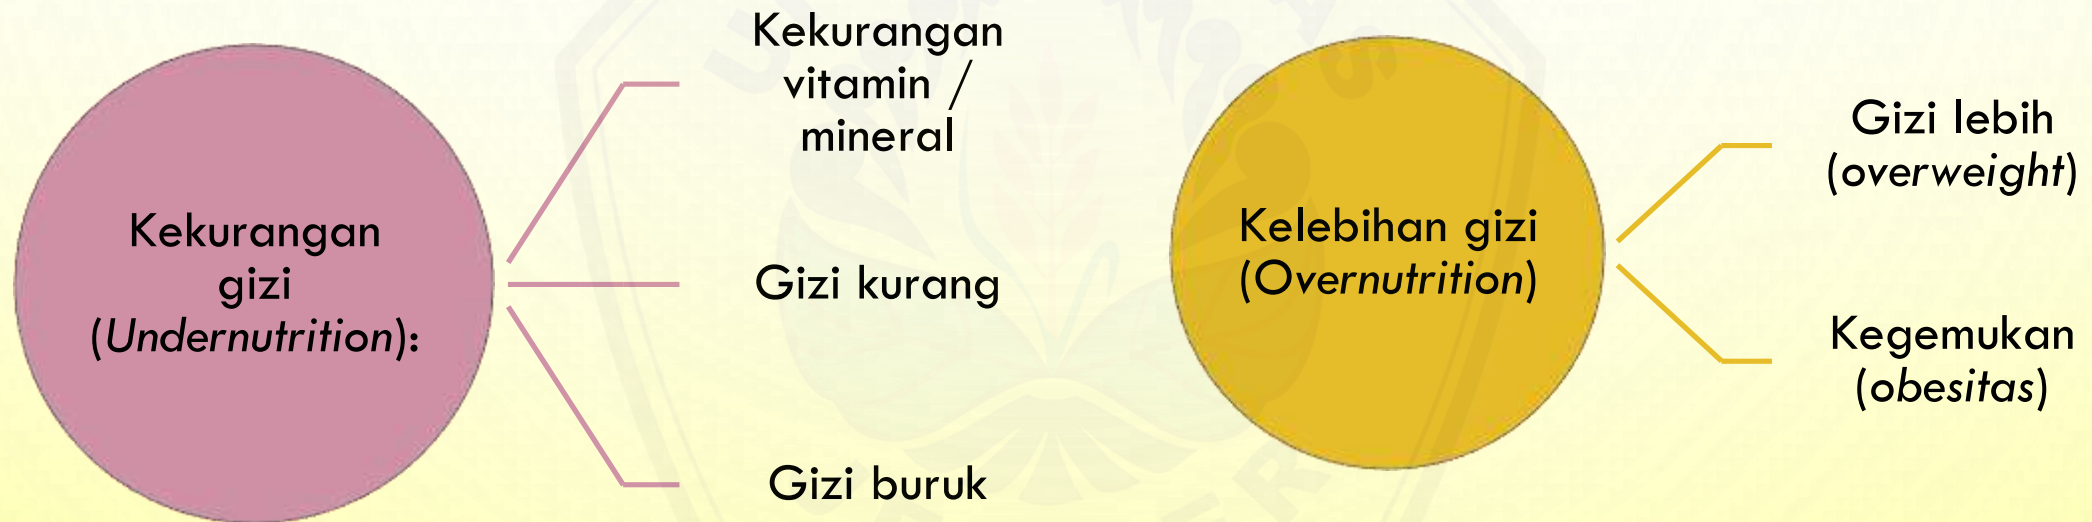 Kekurangan
gizi
(Undernutrition):
Kekurangan
vitamin /
mineral
Gizi kurang
Gizi buruk
Kelebihan gizi
(Overnutrition)
Gizi lebih
(overweight)
Kegemukan
(obesitas)